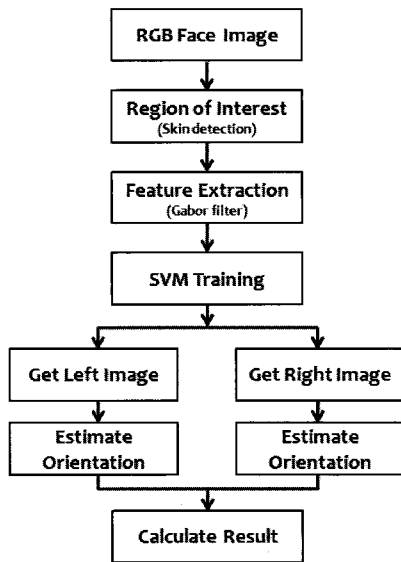 RGB Face Image
Region of Interest
(Skin detection)
Feature Extraction
(Gabor filter)
SVM Training
Get Left Image
Get Right Image
Estimate
Orientation
Estimate
Orientation
Calculate Result